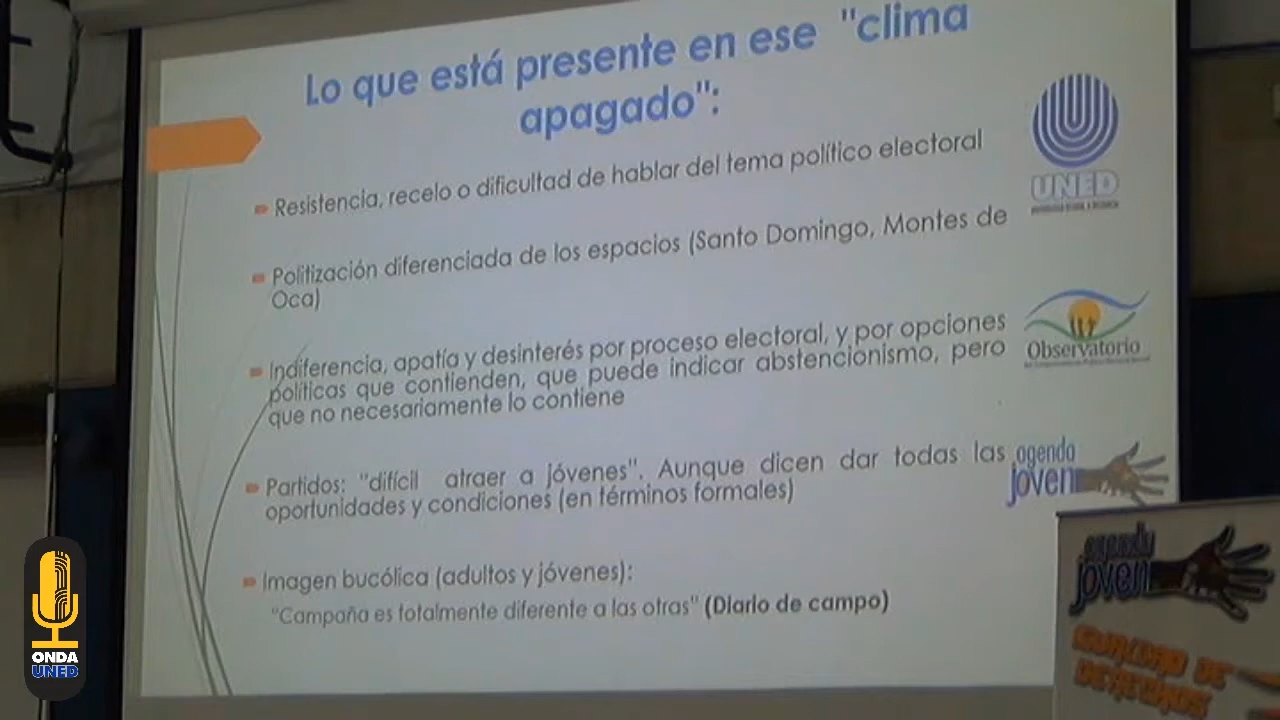 Lo que está presente en ese "clima
apagado":
Resistencia, recelo o dificultad de hablar del tema político electoral
UNED
Politización diferenciada de los espacios (Santo Domingo, Montes de
Oca)
Indiferencia, apatía y desinterés por proceso electoral, y por opciones
políticas que contienden, que puede indicar abstencionismo, pero
que no necesariamente lo contiene
Observatorio
Partidos: "difícil atraer a jóvenes". Aunque dicen dar todas las
oportunidades y condiciones (en términos formales)
agenda
joven
Imagen bucólica (adultos y jóvenes):
"Campaña es totalmente diferente a las otras" (Diario de campo)
agenda
joven
IGUALDAD DE
ONDA
UNED